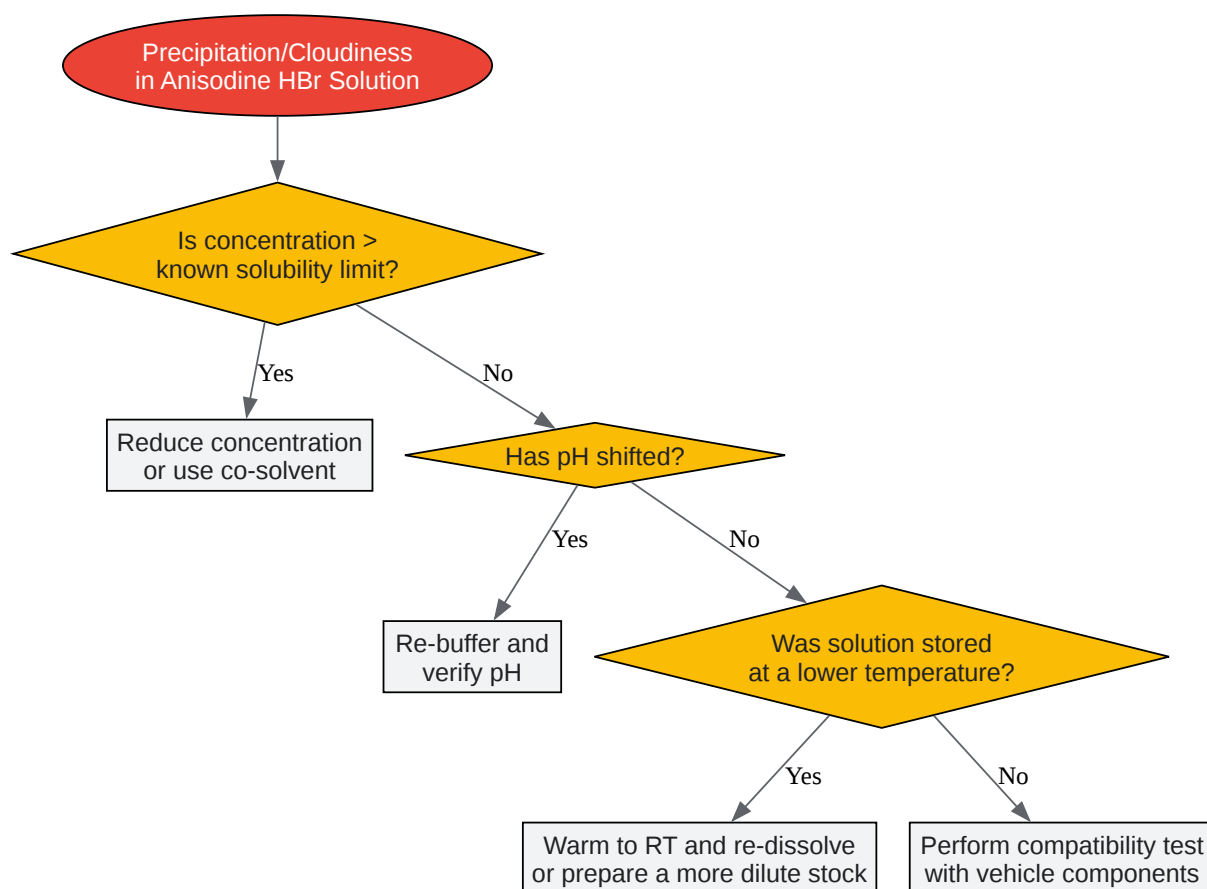 Precipitation/Cloudiness
in Anisodine HBr Solution
Is concentration >
known solubility limit?
Yes
No
Reduce concentration
or use co-solvent
Has pH shifted?
Yes
No
Re-buffer and
verify pH
Was solution stored
at a lower temperature?
Yes
No
Warm to RT and re-dissolve
or prepare a more dilute stock
Perform compatibility test
with vehicle components